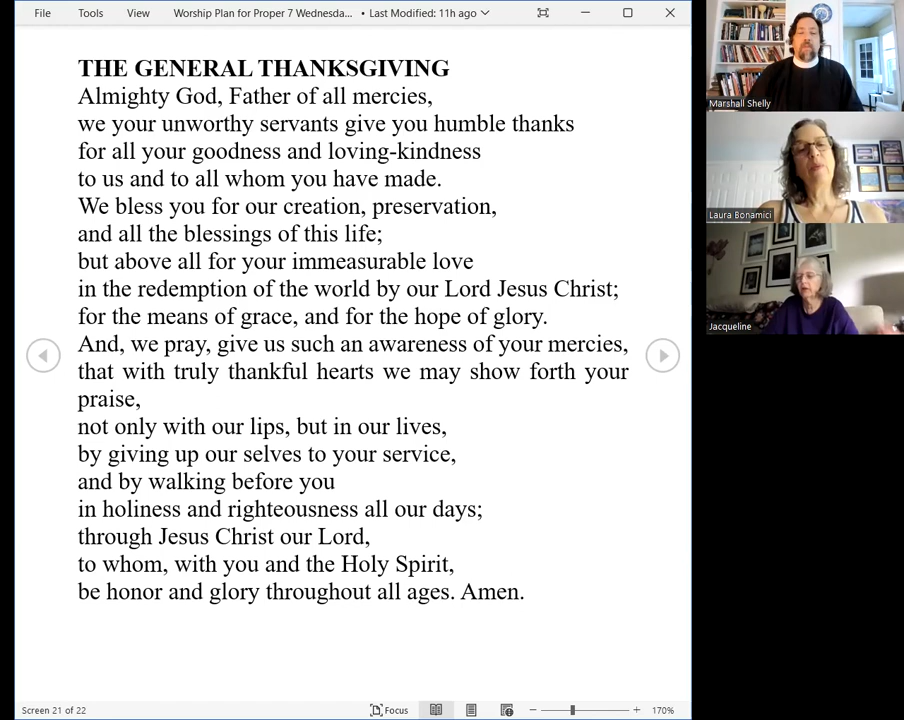 File Tools View Worship Plan for Proper 7 Wednesda... • Last Modified: 11h ago
THE GENERAL THANKSGIVING
Almighty God, Father of all mercies,
we your unworthy servants give you humble thanks
for all your goodness and loving-kindness
to us and to all whom you have made.
We bless you for our creation, preservation,
and all the blessings of this life;
but above all for your immeasurable love
in the redemption of the world by our Lord Jesus Christ;
for the means of grace, and for the hope of glory.
And, we pray, give us such an awareness of your mercies,
that with truly thankful hearts we may show forth your
praise,
not only with our lips, but in our lives,
by giving up our selves to your service,
and by walking before you
in holiness and righteousness all our days;
through Jesus Christ our Lord,
to whom, with you and the Holy Spirit,
be honor and glory throughout all ages. Amen.
Screen 21 of 22 Focus 170%
Marshall Shelly
Laura Bonamici
Jacqueline